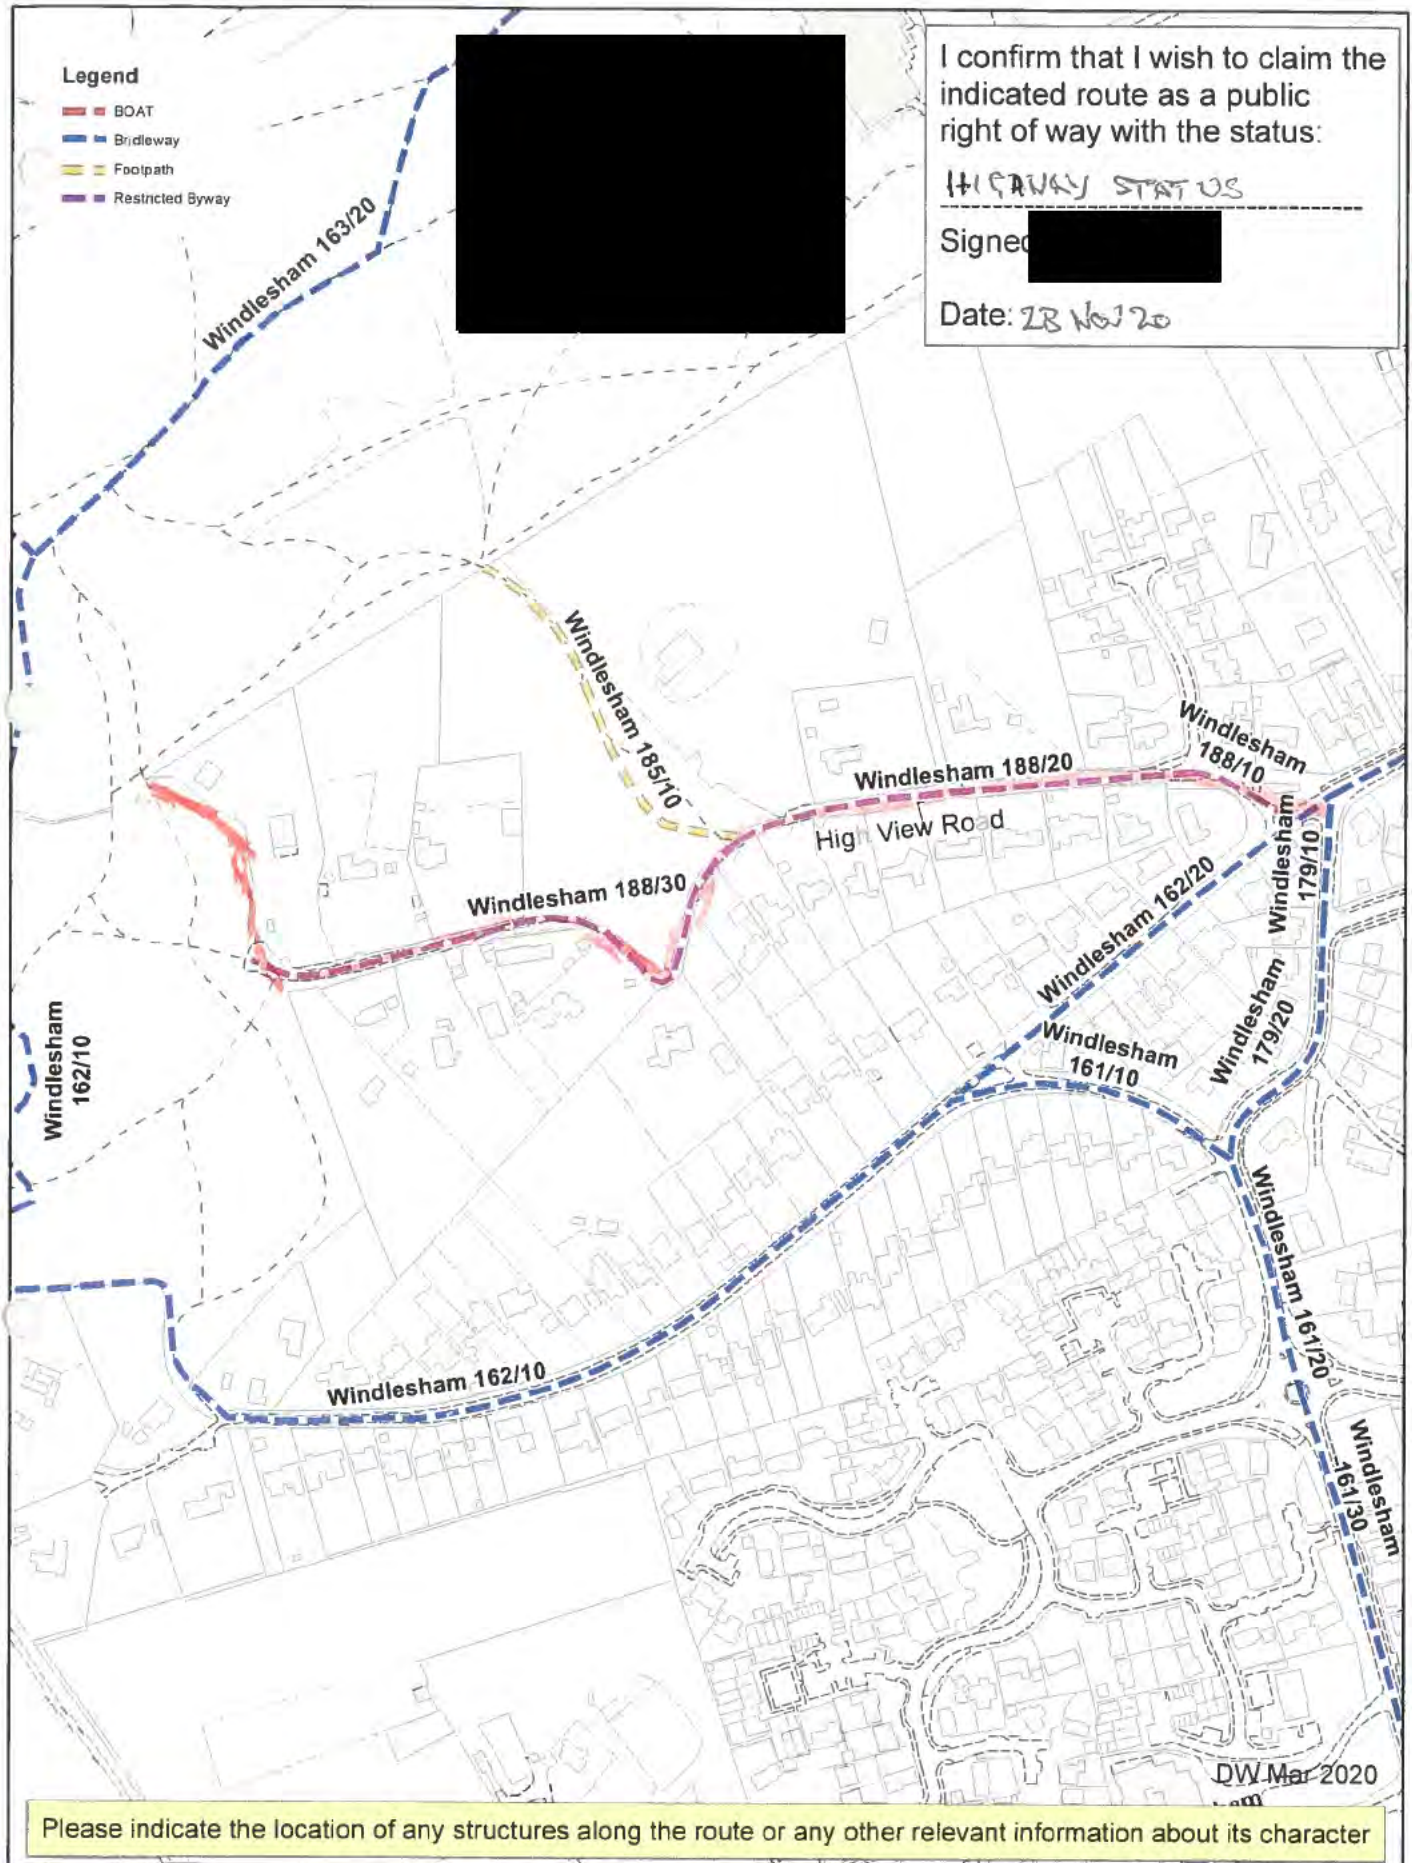 Legend
BOAT
Bridleway
Footpath
Restricted Byway
I confirm that I wish to claim the
indicated route as a public
right of way with the status:
HIGHWAY STATUS
Signed
Date: 28 Nov 20
Windlesham 163/20
Windlesham 185/10
Windlesham
188/10
Windlesham 188/20
High View Road
Windlesham
179/10
Windlesham 188/30
Windlesham 162/20
Windlesham
179/20
Windlesham
162/10
Windlesham
161/10
Windlesham 161/20
Windlesham 162/10
Windlesham
161/30
DW Mar 2020
Please indicate the location of any structures along the route or any other relevant information about its character